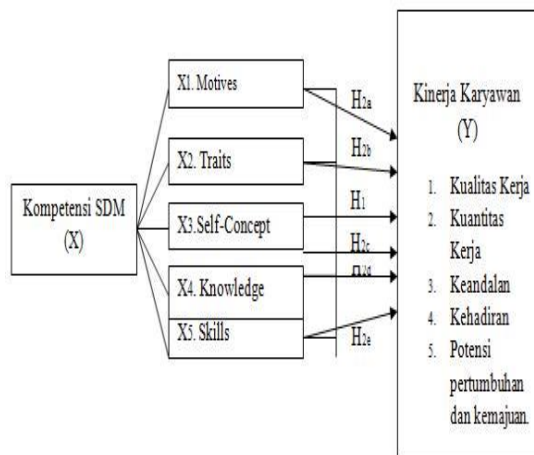 Kompetensi SDM
(X)
X1. Motives
X2. Traits
X3.Self-Concept
X4. Knowledge
X5. Skills
H2a
H2b
H1
H2c
H2d
H2e
Kinerja Karyawan
(Y)
1. Kualitas Kerja
2. Kuantitas
Kerja
3. Keandalan
4. Kehadiran
5. Potensi
pertumbuhan
dan kemajuan.